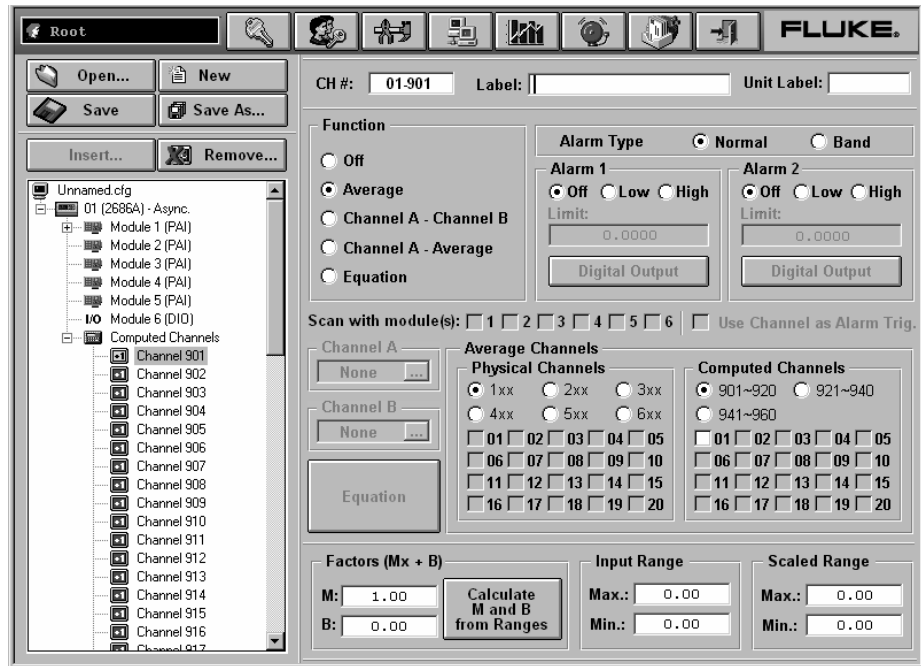 Root
FLUKE®
Open...
New
Save
Save As...
Insert...
Remove...
Unnamed.cfg
01 (2686A) - Async.
Module 1 (PAI)
Module 2 (PAI)
Module 3 (PAI)
Module 4 (PAI)
Module 5 (PAI)
I/O Module 6 (DIO)
Computed Channels
Channel 901
Channel 902
Channel 903
Channel 904
Channel 905
Channel 906
Channel 907
Channel 908
Channel 909
Channel 910
Channel 911
Channel 912
Channel 913
Channel 914
Channel 915
Channel 916
Channel 917
CH #: 01-901 Label: Unit Label:
Function
Off
Average
Channel A - Channel B
Channel A - Average
Equation
Alarm Type Normal Band
Alarm 1
Off Low High
Limit:
0.0000
Digital Output
Alarm 2
Off Low High
Limit:
0.0000
Digital Output
Scan with module(s): 1 2 3 4 5 6 Use Channel as Alarm Trig.
Channel A
None ...
Channel B
None ...
Equation
Average Channels
Physical Channels
1xx 2xx 3xx
4xx 5xx 6xx
01 02 03 04 05
06 07 08 09 10
11 12 13 14 15
16 17 18 19 20
Computed Channels
901~920 921~940
941~960
01 02 03 04 05
06 07 08 09 10
11 12 13 14 15
16 17 18 19 20
Factors (Mx + B)
M: 1.00
B: 0.00
Calculate
M and B
from Ranges
Input Range
Max.: 0.00
Min.: 0.00
Scaled Range
Max.: 0.00
Min.: 0.00